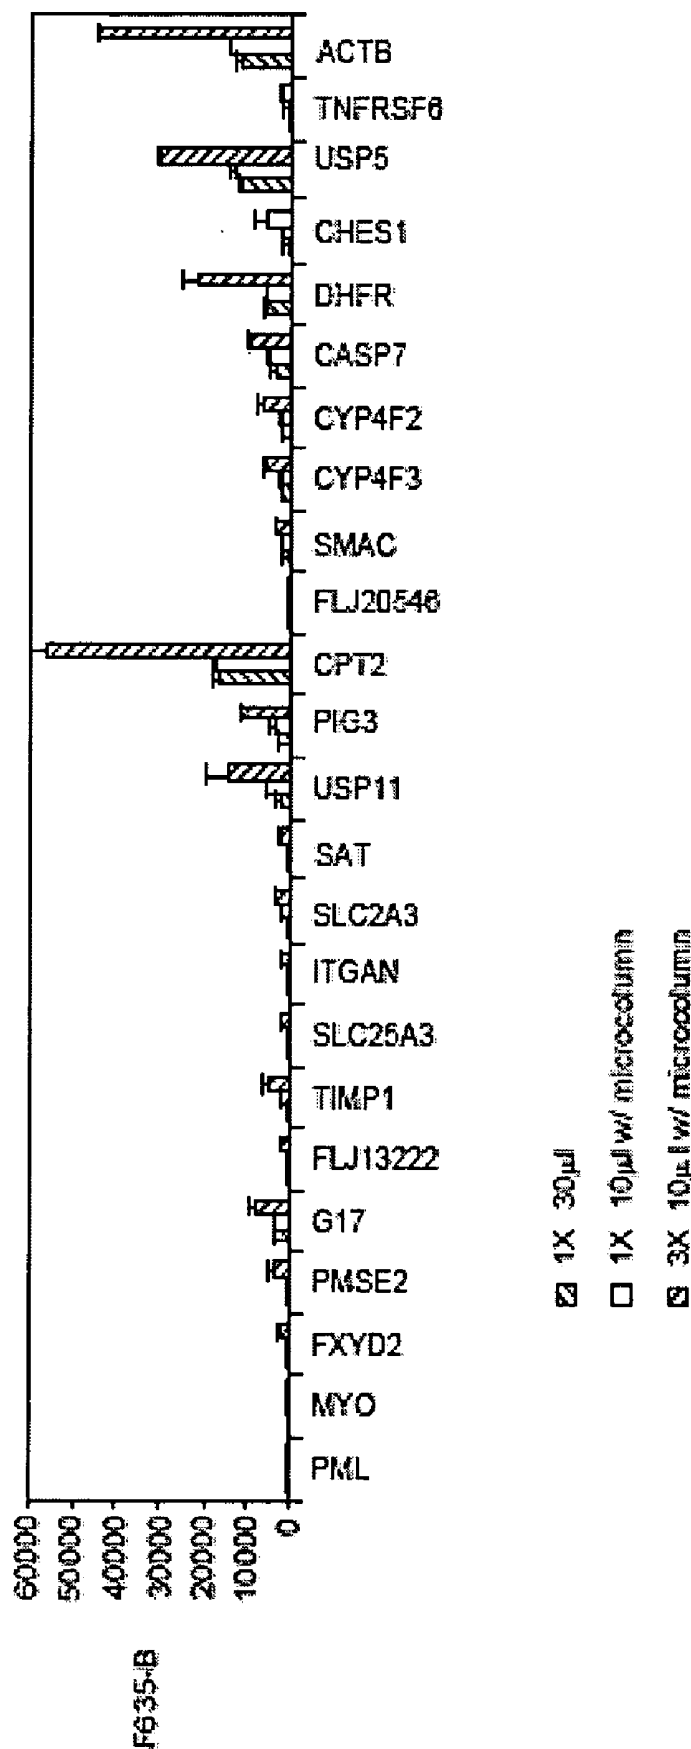 F635-B
60000
50000
40000
30000
20000
10000
0
PML
MYO
FXYD2
PMSE2
G17
FLJ13222
TIMP1
SLC25A3
ITGAN
SLC2A3
SAT
USP11
PIG3
CPT2
FLJ20546
SMAC
CYP4F3
CYP4F2
CASP7
DHFR
CHES1
USP5
TNFRSF6
ACTB
1X 30µl
1X 10µl w/ microcolumn
3X 10µl w/ microcolumn